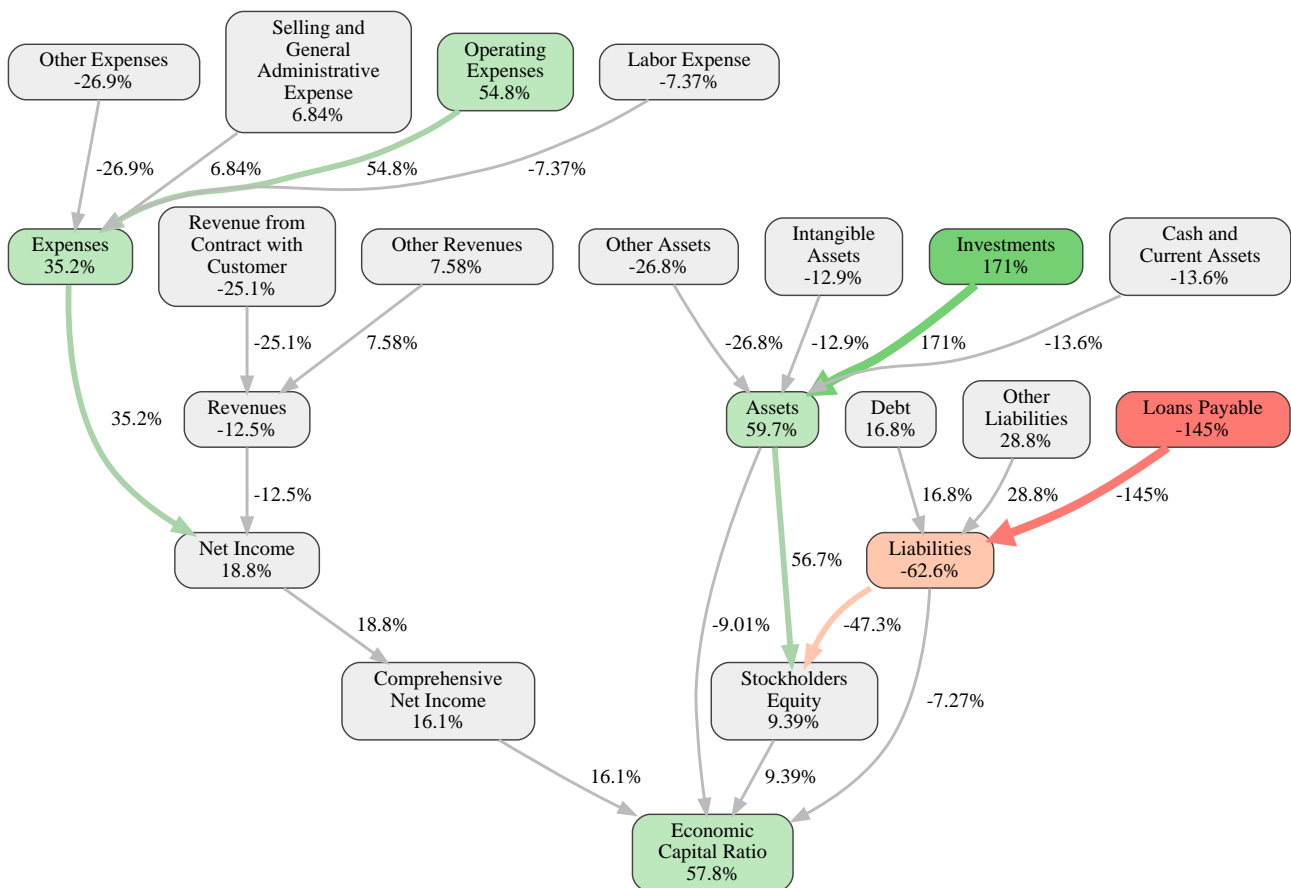 Other Expenses
-26.9%
Selling and
General
Administrative
Expense
6.84%
Operating
Expenses
54.8%
Labor Expense
-7.37%
-26.9%
6.84%
54.8%
-7.37%
Expenses
35.2%
Revenue from
Contract with
Customer
-25.1%
Other Revenues
7.58%
Other Assets
-26.8%
Intangible
Assets
-12.9%
Investments
171%
Cash and
Current Assets
-13.6%
-25.1%
7.58%
-26.8%
-12.9%
171%
-13.6%
35.2%
Revenues
-12.5%
Assets
59.7%
Debt
16.8%
Other
Liabilities
28.8%
Loans Payable
-145%
-12.5%
16.8%
28.8%
-145%
Net Income
18.8%
56.7%
Liabilities
-62.6%
18.8%
-9.01%
-47.3%
Comprehensive
Net Income
16.1%
Stockholders
Equity
9.39%
-7.27%
16.1%
9.39%
Economic
Capital Ratio
57.8%